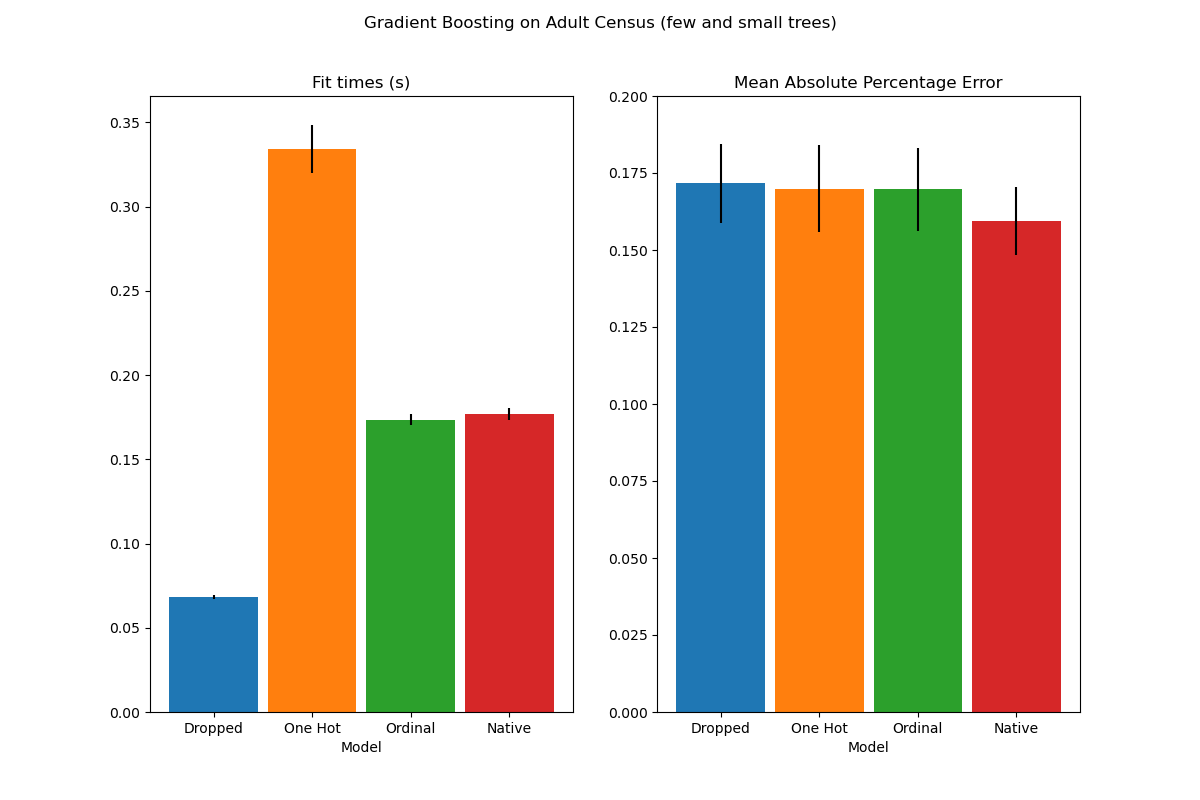 Gradient Boosting on Adult Census (few and small trees)
Fit times (s)
0.35
0.30
0.25
0.20
0.15
0.10
0.05
0.00
Dropped One Hot Ordinal Native
Model
Mean Absolute Percentage Error
0.200
0.175
0.150
0.125
0.100
0.075
0.050
0.025
0.000
Dropped One Hot Ordinal Native
Model